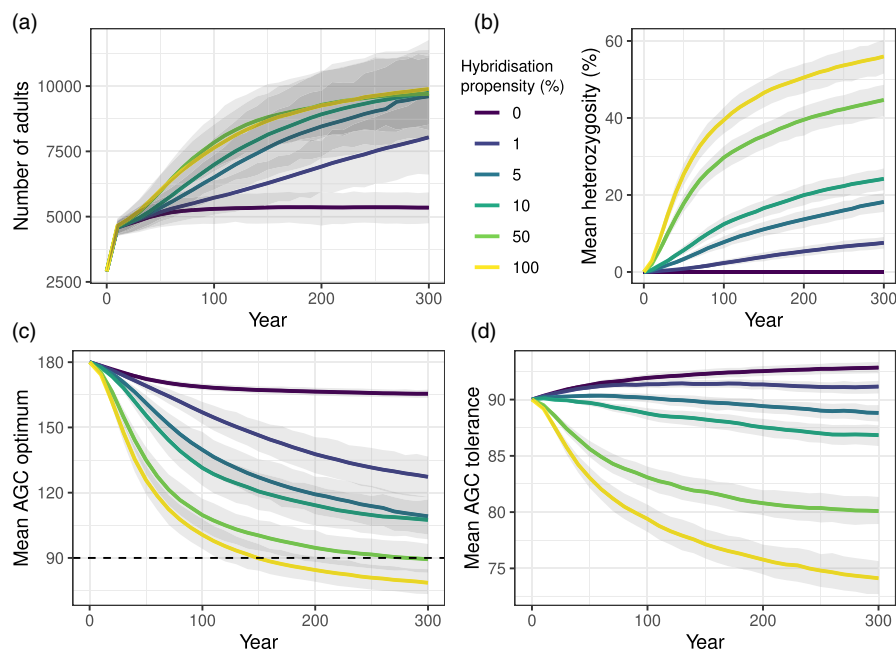 (a)
Number of adults
10000
7500
5000
2500
0
100
200
300
Year
Hybridisation
propensity (%)
0
1
5
10
50
100
(b)
Mean heterozygosity (%)
60
40
20
0
0
100
200
300
Year
(c)
Mean AGC optimum
180
150
120
90
0
100
200
300
Year
(d)
Mean AGC tolerance
90
85
80
75
0
100
200
300
Year